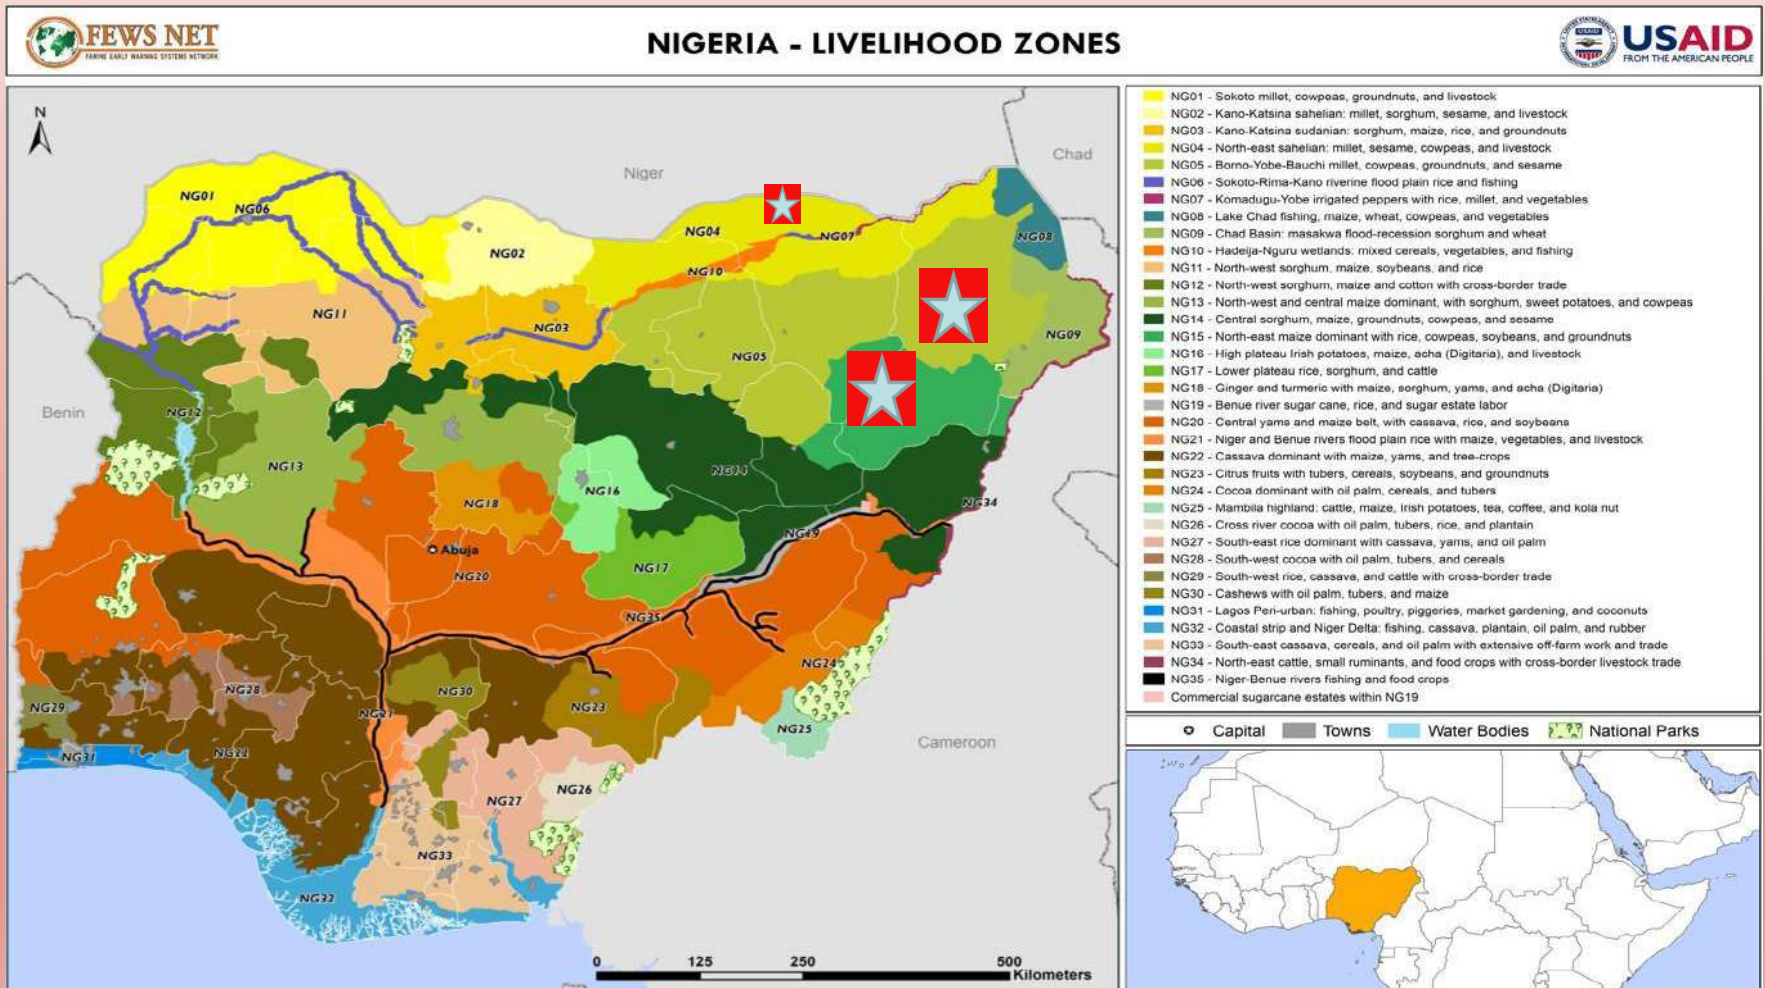 FEWS NET
FAMINE EARLY WARNING SYSTEMS NETWORK
NIGERIA - LIVELIHOOD ZONES
USAID
FROM THE AMERICAN PEOPLE
N
Niger
Chad
Benin
Cameroon
NG01
NG06
NG02
NG04
NG07
NG08
NG10
NG11
NG03
NG09
NG05
NG12
NG13
NG14
NG16
NG18
NG34
NG19
Abuja
NG20
NG17
NG35
NG24
NG28
NG30
NG29
NG21
NG23
NG25
NG31
NG22
NG26
NG27
NG33
NG32
0 125 250 500
Kilometers
NG01 - Sokoto millet, cowpeas, groundnuts, and livestock
NG02 - Kano-Katsina sahelian: millet, sorghum, sesame, and livestock
NG03 - Kano-Katsina sudanian: sorghum, maize, rice, and groundnuts
NG04 - North-east sahelian: millet, sesame, cowpeas, and livestock
NG05 - Borno-Yobe-Bauchi millet, cowpeas, groundnuts, and sesame
NG06 - Sokoto-Rima-Kano riverine flood plain rice and fishing
NG07 - Komadugu-Yobe irrigated peppers with rice, millet, and vegetables
NG08 - Lake Chad fishing, maize, wheat, cowpeas, and vegetables
NG09 - Chad Basin: masakwa flood-recession sorghum and wheat
NG10 - Hadeija-Nguru wetlands: mixed cereals, vegetables, and fishing
NG11 - North-west sorghum, maize, soybeans, and rice
NG12 - North-west sorghum, maize and cotton with cross-border trade
NG13 - North-west and central maize dominant, with sorghum, sweet potatoes, and cowpeas
NG14 - Central sorghum, maize, groundnuts, cowpeas, and sesame
NG15 - North-east maize dominant with rice, cowpeas, soybeans, and groundnuts
NG16 - High plateau Irish potatoes, maize, acha (Digitaria), and livestock
NG17 - Lower plateau rice, sorghum, and cattle
NG18 - Ginger and turmeric with maize, sorghum, yams, and acha (Digitaria)
NG19 - Benue river sugar cane, rice, and sugar estate labor
NG20 - Central yams and maize belt, with cassava, rice, and soybeans
NG21 - Niger and Benue rivers flood plain rice with maize, vegetables, and livestock
NG22 - Cassava dominant with maize, yams, and tree-crops
NG23 - Citrus fruits with tubers, cereals, soybeans, and groundnuts
NG24 - Cocoa dominant with oil palm, cereals, and tubers
NG25 - Mambila highland: cattle, maize, Irish potatoes, tea, coffee, and kola nut
NG26 - Cross river cocoa with oil palm, tubers, rice, and plantain
NG27 - South-east rice dominant with cassava, yams, and oil palm
NG28 - South-west cocoa with oil palm, tubers, and cereals
NG29 - South-west rice, cassava, and cattle with cross-border trade
NG30 - Cashews with oil palm, tubers, and maize
NG31 - Lagos Peri-urban: fishing, poultry, piggeries, market gardening, and coconuts
NG32 - Coastal strip and Niger Delta: fishing, cassava, plantain, oil palm, and rubber
NG33 - South-east cassava, cereals, and oil palm with extensive off-farm work and trade
NG34 - North-east cattle, small ruminants, and food crops with cross-border livestock trade
NG35 - Niger-Benue rivers fishing and food crops
Commercial sugarcane estates within NG19
Capital Towns Water Bodies National Parks